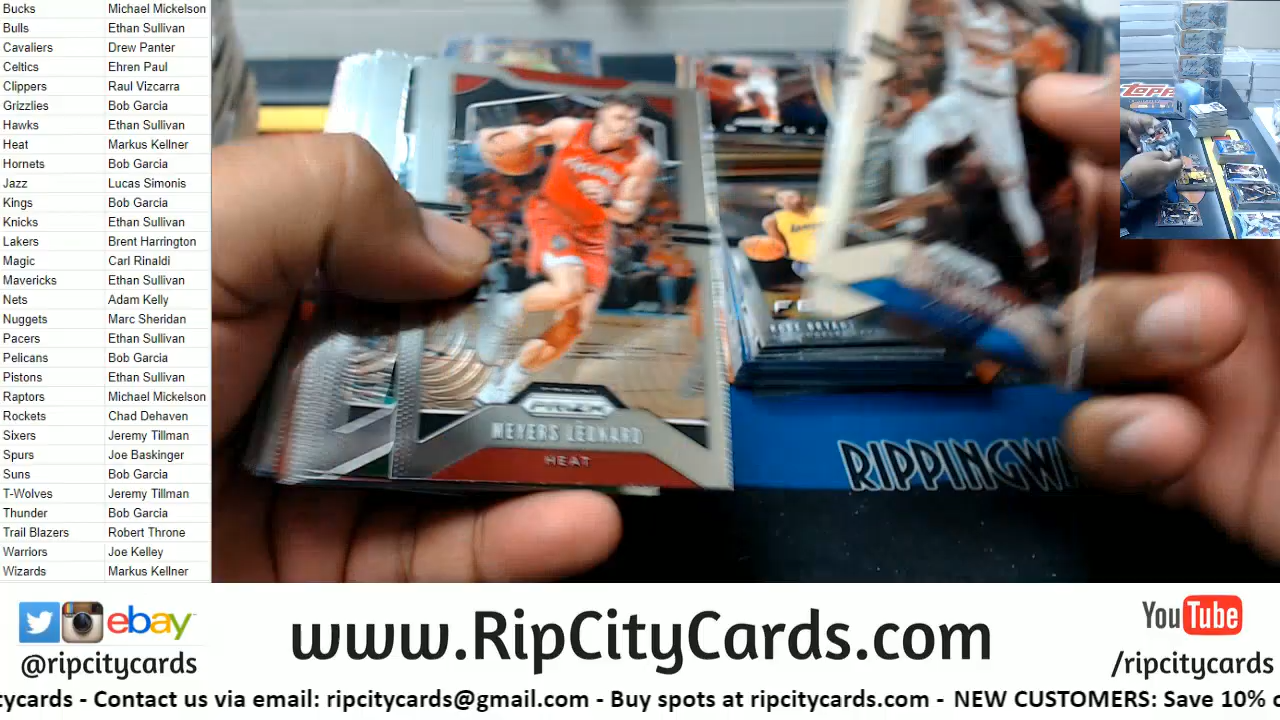 Bucks Michael Mickelson
Bulls Ethan Sullivan
Cavaliers Drew Panter
Celtics Ehren Paul
Clippers Raul Vizcarra
Grizzlies Bob Garcia
Hawks Ethan Sullivan
Heat Markus Kellner
Hornets Bob Garcia
Jazz Lucas Simonis
Kings Bob Garcia
Knicks Ethan Sullivan
Lakers Brent Harrington
Magic Carl Rinaldi
Mavericks Ethan Sullivan
Nets Adam Kelly
Nuggets Marc Sheridan
Pacers Ethan Sullivan
Pelicans Bob Garcia
Pistons Ethan Sullivan
Raptors Michael Mickelson
Rockets Chad Dehaven
Sixers Jeremy Tillman
Spurs Joe Baskinger
Suns Bob Garcia
T-Wolves Jeremy Tillman
Thunder Bob Garcia
Trail Blazers Robert Throne
Warriors Joe Kelley
Wizards Markus Kellner
PRIZM
MEYERS LEONARD
HEAT
KOBE BRYANT
RIPPINGW
TOPPS
ebay
@ripcitycards
www.RipCityCards.com
YouTube
/ripcitycards
tycards - Contact us via email: ripcitycards@gmail.com - Buy spots at ripcitycards.com - NEW CUSTOMERS: Save 10%